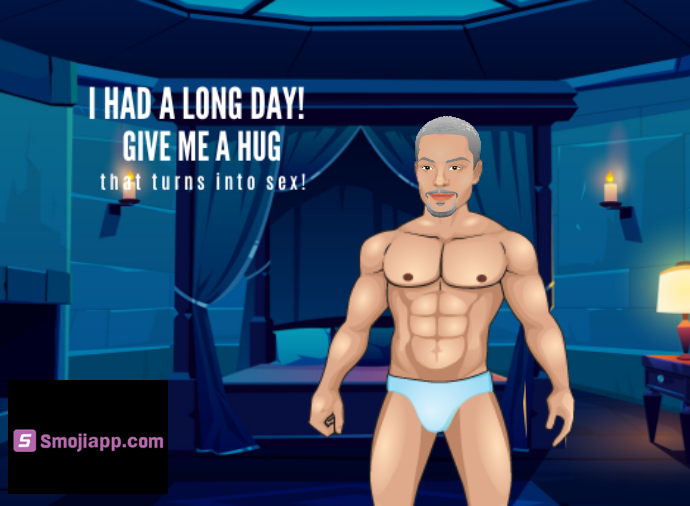 I HAD A LONG DAY!
GIVE ME A HUG
that turns into sex!
S Smojiapp.com